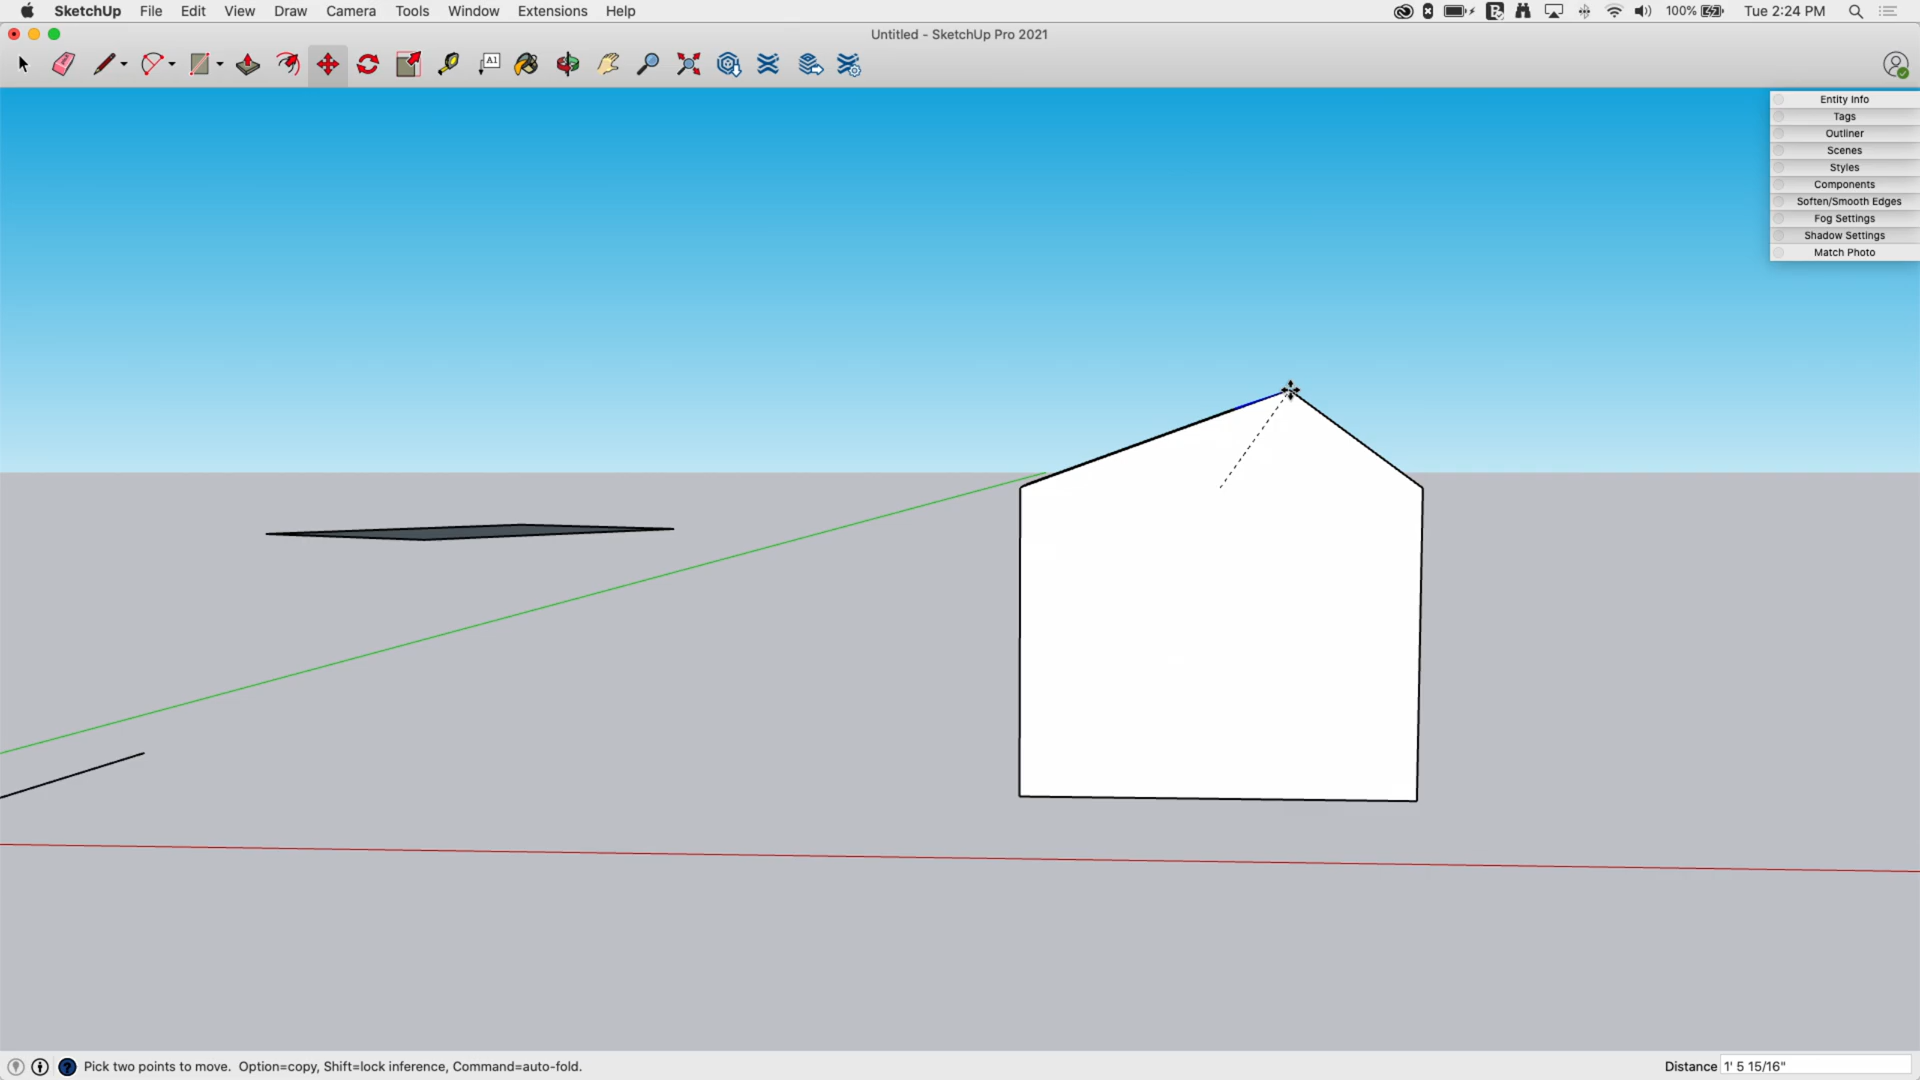 SketchUp File Edit View Draw Camera Tools Window Extensions Help 100% Tue 2:24 PM
Untitled - SketchUp Pro 2021
A1
Entity Info
Tags
Outliner
Scenes
Styles
Components
Soften/Smooth Edges
Fog Settings
Shadow Settings
Match Photo
Pick two points to move. Option=copy, Shift=lock inference, Command=auto-fold. Distance 1' 5 15/16"